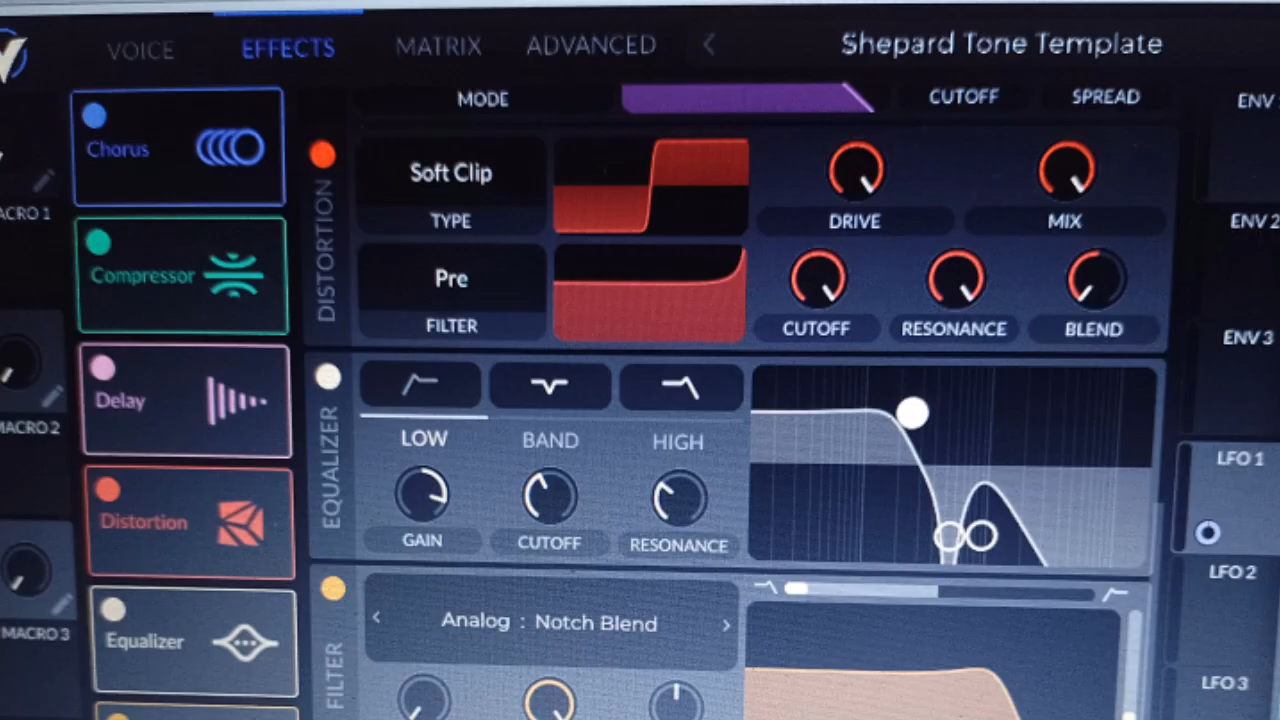 VOICE EFFECTS MATRIX ADVANCED Shepard Tone Template
MODE CUTOFF SPREAD ENV
Chorus
Soft Clip
TYPE DRIVE MIX
ACRO 1
ENV 2
DISTORTION
Compressor
Pre
FILTER CUTOFF RESONANCE BLEND
ENV 3
Delay
MACRO 2
EQUALIZER
LOW BAND HIGH
LFO 1
GAIN CUTOFF RESONANCE
Distortion
LFO 2
Equalizer
MACRO 3
FILTER
Analog : Notch Blend
LFO 3